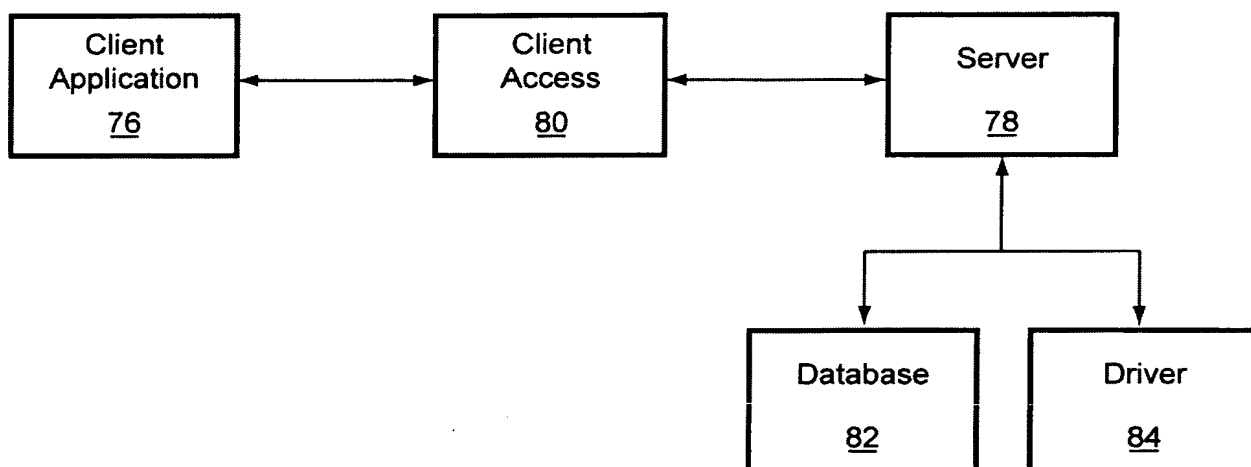 Client
Application
76
Client
Access
80
Server
78
Database
82
Driver
84